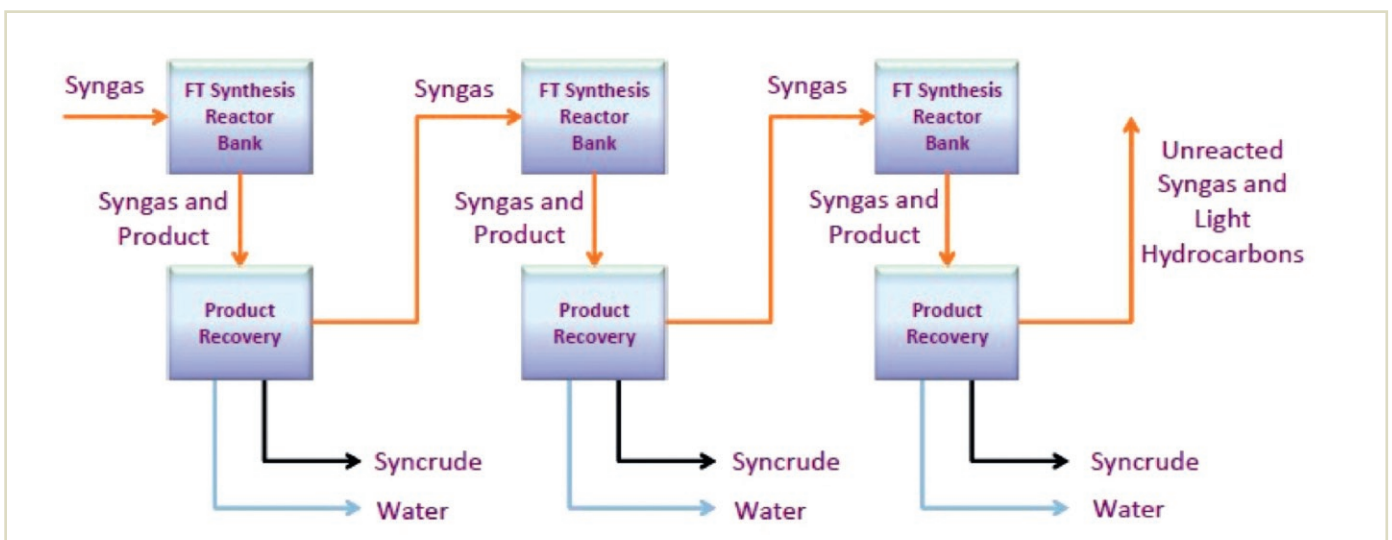 Syngas
FT Synthesis
Reactor
Bank
Syngas
FT Synthesis
Reactor
Bank
Syngas
FT Synthesis
Reactor
Bank
Unreacted
Syngas and
Light
Hydrocarbons
Syngas and
Product
Syngas and
Product
Syngas and
Product
Product
Recovery
Product
Recovery
Product
Recovery
Syncrude
Water
Syncrude
Water
Syncrude
Water